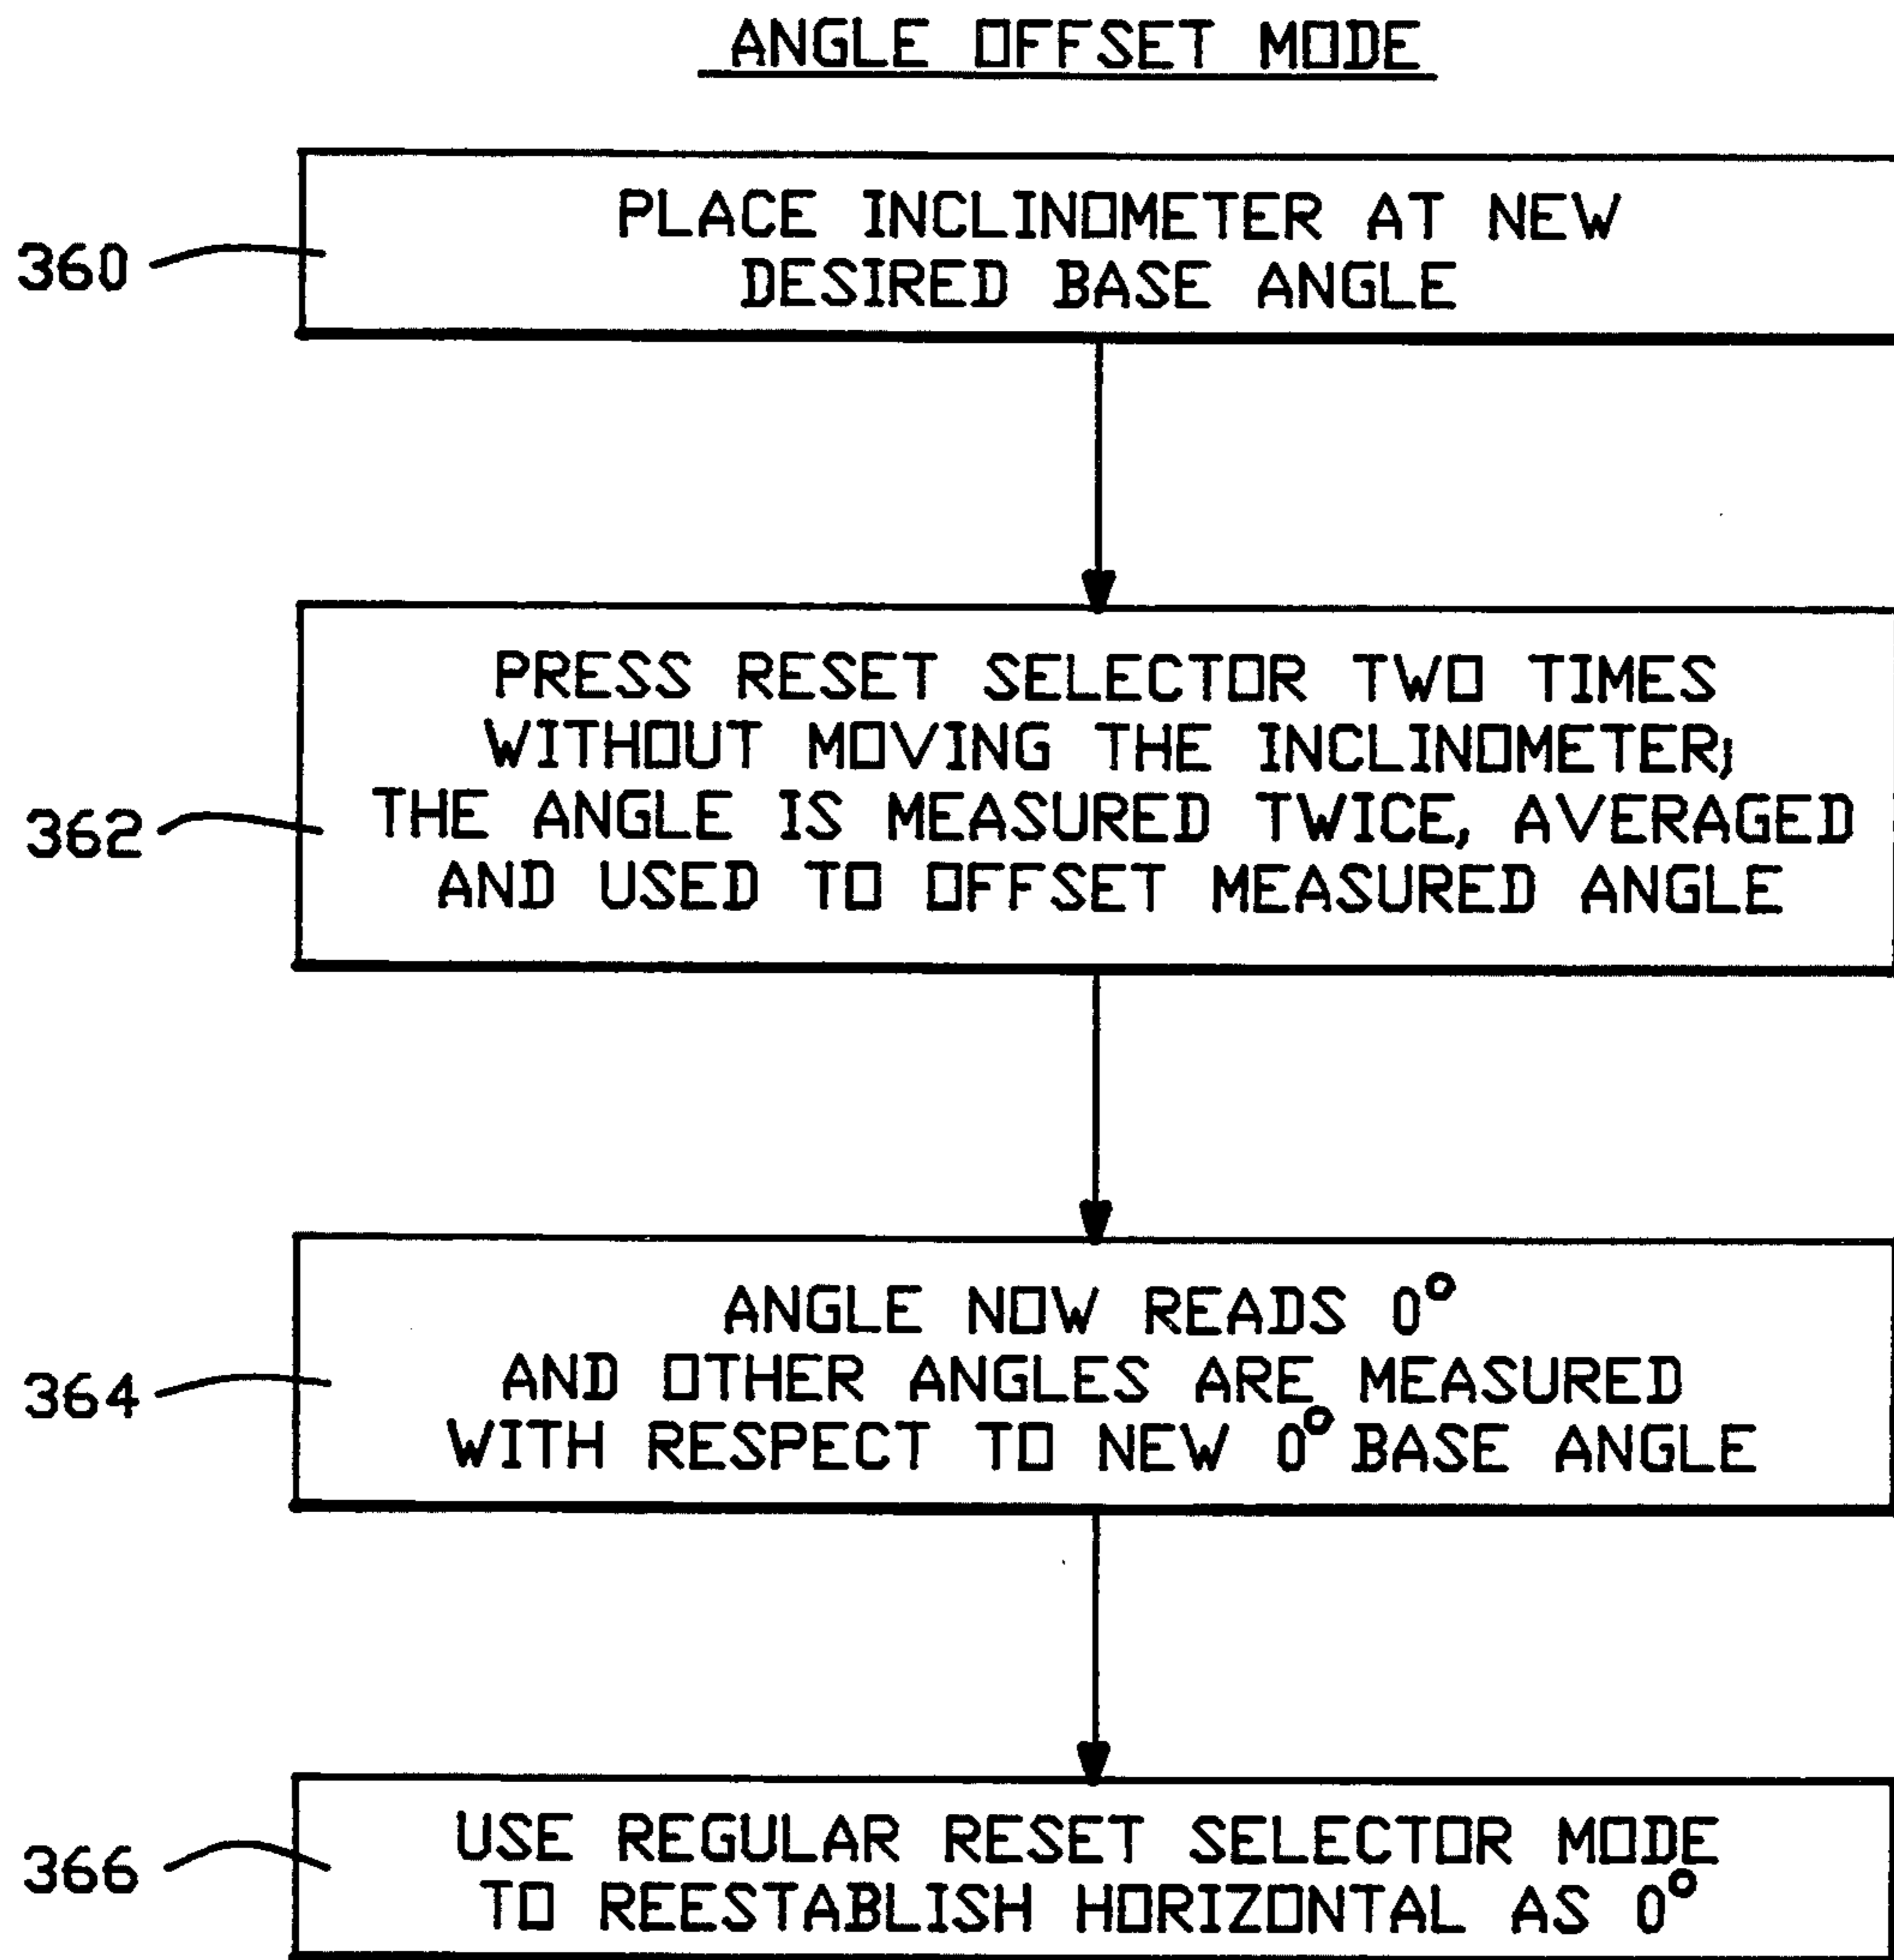 ANGLE OFFSET MODE
360
PLACE INCLINOMETER AT NEW
DESIRED BASE ANGLE
362
PRESS RESET SELECTOR TWO TIMES
WITHOUT MOVING THE INCLINOMETER;
THE ANGLE IS MEASURED TWICE, AVERAGED
AND USED TO OFFSET MEASURED ANGLE
364
ANGLE NOW READS 0°
AND OTHER ANGLES ARE MEASURED
WITH RESPECT TO NEW 0° BASE ANGLE
366
USE REGULAR RESET SELECTOR MODE
TO REESTABLISH HORIZONTAL AS 0°